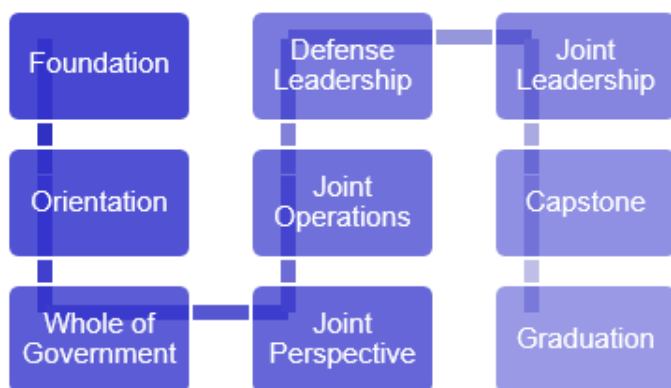 Foundation
Orientation
Whole of
Government
Joint
Perspective
Joint
Operations
Defense
Leadership
Joint
Leadership
Capstone
Graduation